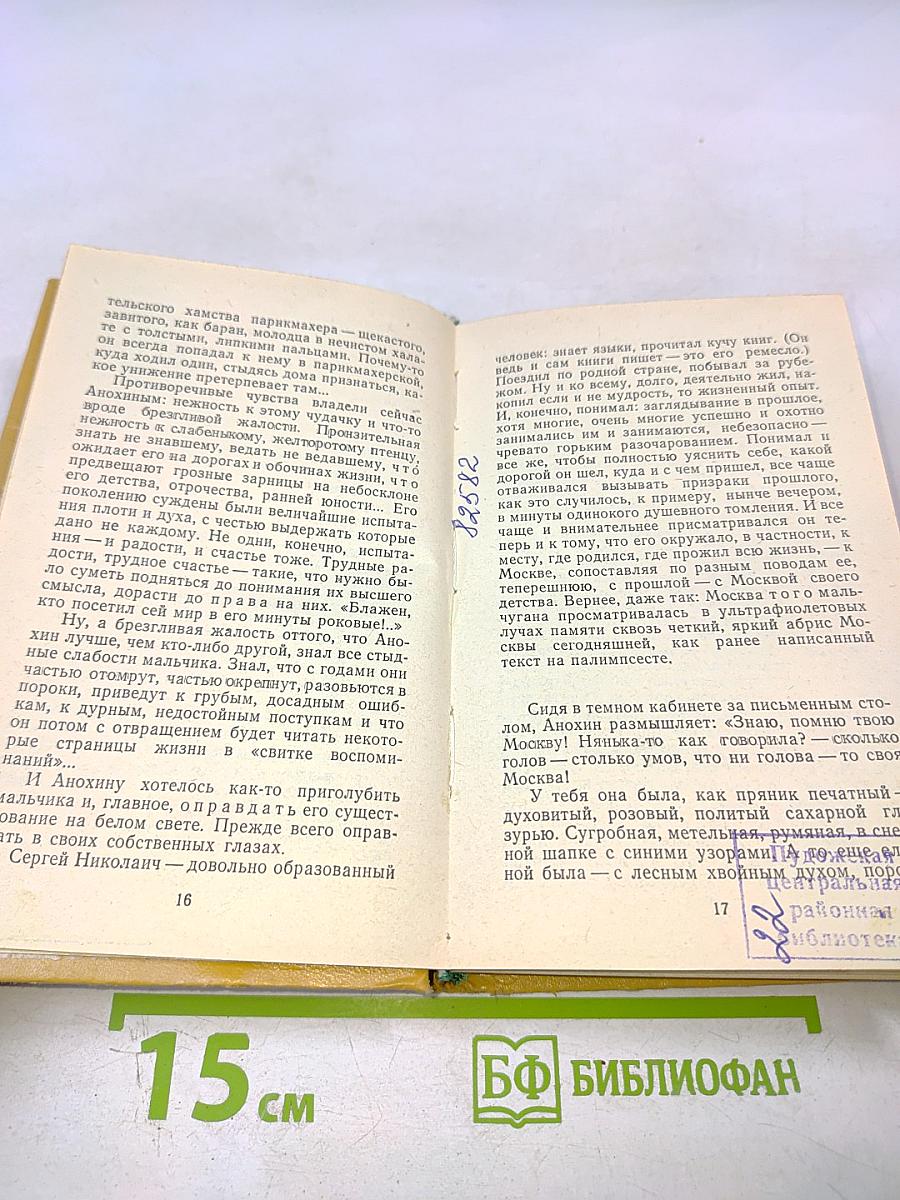 тельского хамства парикмахера — щекастого,
завитого, как баран, молодца в нечистом хала-
те с толстыми, липкими пальцами. Почему-то
он всегда попадал к нему в парикмахерской,
куда ходил один, стыдясь дома признаться, ка-
кое унижение претерпевает там...
Противоречивые чувства владели сейчас
Анохиным: нежность к этому чудачку и что-то
вроде брезгливой жалости. Пронзительная
нежность к слабенькому, желторотому птенцу,
знать не знавшему, ведать не ведавшему, что
ожидает его на дорогах и обочинах жизни, что
предвещают грозные зарницы на небосклоне
его детства, отрочества, ранней юности... Его
поколению суждены были величайшие испыта-
ния плоти и духа, с честью выдержать которые
дано не каждому. Не одни, конечно, испыта-
ния — и радости, и счастье тоже. Трудные ра-
дости, трудное счастье — такие, что нужно бы-
ло суметь подняться до понимания их высшего
смысла, дорасти до права на них. «Блажен,
кто посетил сей мир в его минуты роковые!..»
Ну, а брезгливая жалость оттого, что Ано-
хин лучше, чем кто-либо другой, знал все стыд-
ные слабости мальчика. Знал, что с годами они
частью отомрут, частью окрепнут, разовьются в
пороки, приведут к грубым, досадным ошиб-
кам, к дурным, недостойным поступкам и что
он потом с отвращением будет читать некото-
рые страницы жизни в «свитке воспоми-
наний»...
И Анохину хотелось как-то приголубить
мальчика и, главное, оправдать его сущест-
ование на белом свете. Прежде всего оправ-
ать в своих собственных глазах.
Сергей Николаич — довольно образованный
16
82582
человек: знает языки, прочитал кучу книг. (Он
ведь и сам книги пишет — это его ремесло.)
Поездил по родной стране, побывал за рубе-
жом. Ну и ко всему, долго, деятельно жил, на-
копил если и не мудрость, то жизненный опыт.
И, конечно, понимал: заглядывание в прошлое,
хотя многие, очень многие успешно и охотно
занимались им и занимаются, небезопасно —
чревато горьким разочарованием. Понимал и
все же, чтобы полностью уяснить себе, какой
дорогой он шел, куда и с чем пришел, все чаще
отваживался вызывать призраки прошлого,
как это случилось, к примеру, нынче вечером,
в минуты одинокого душевного томления. И все
чаще и внимательнее присматривался он те-
перь и к тому, что его окружало, в частности, к
месту, где родился, где прожил всю жизнь, — к
Москве, сопоставляя по разным поводам ее,
теперешнюю, с прошлой — с Москвой своего
детства. Вернее, даже так: Москва того маль-
чугана просматривалась в ультрафиолетовых
лучах памяти сквозь четкий, яркий абрис Мо-
сквы сегодняшней, как ранее написанный
текст на палимпсесте.
Сидя в темном кабинете за письменным сто-
лом, Анохин размышляет: «Знаю, помню твою
Москву! Нянька-то как говорила? — сколько
голов — столько умов, что ни голова — то своя
Москва!
У тебя она была, как пряник печатный —
духовитый, розовый, политый сахарной гл
зурью. Сугробная, метельная, румяная, в сне
ной шапке с синими узорами. А то еще ел
ной была — с лесным хвойным духом, поро
17
Пудожская
центральная
районная
библиотека
22
15 см
БФ БИБЛИОФАН